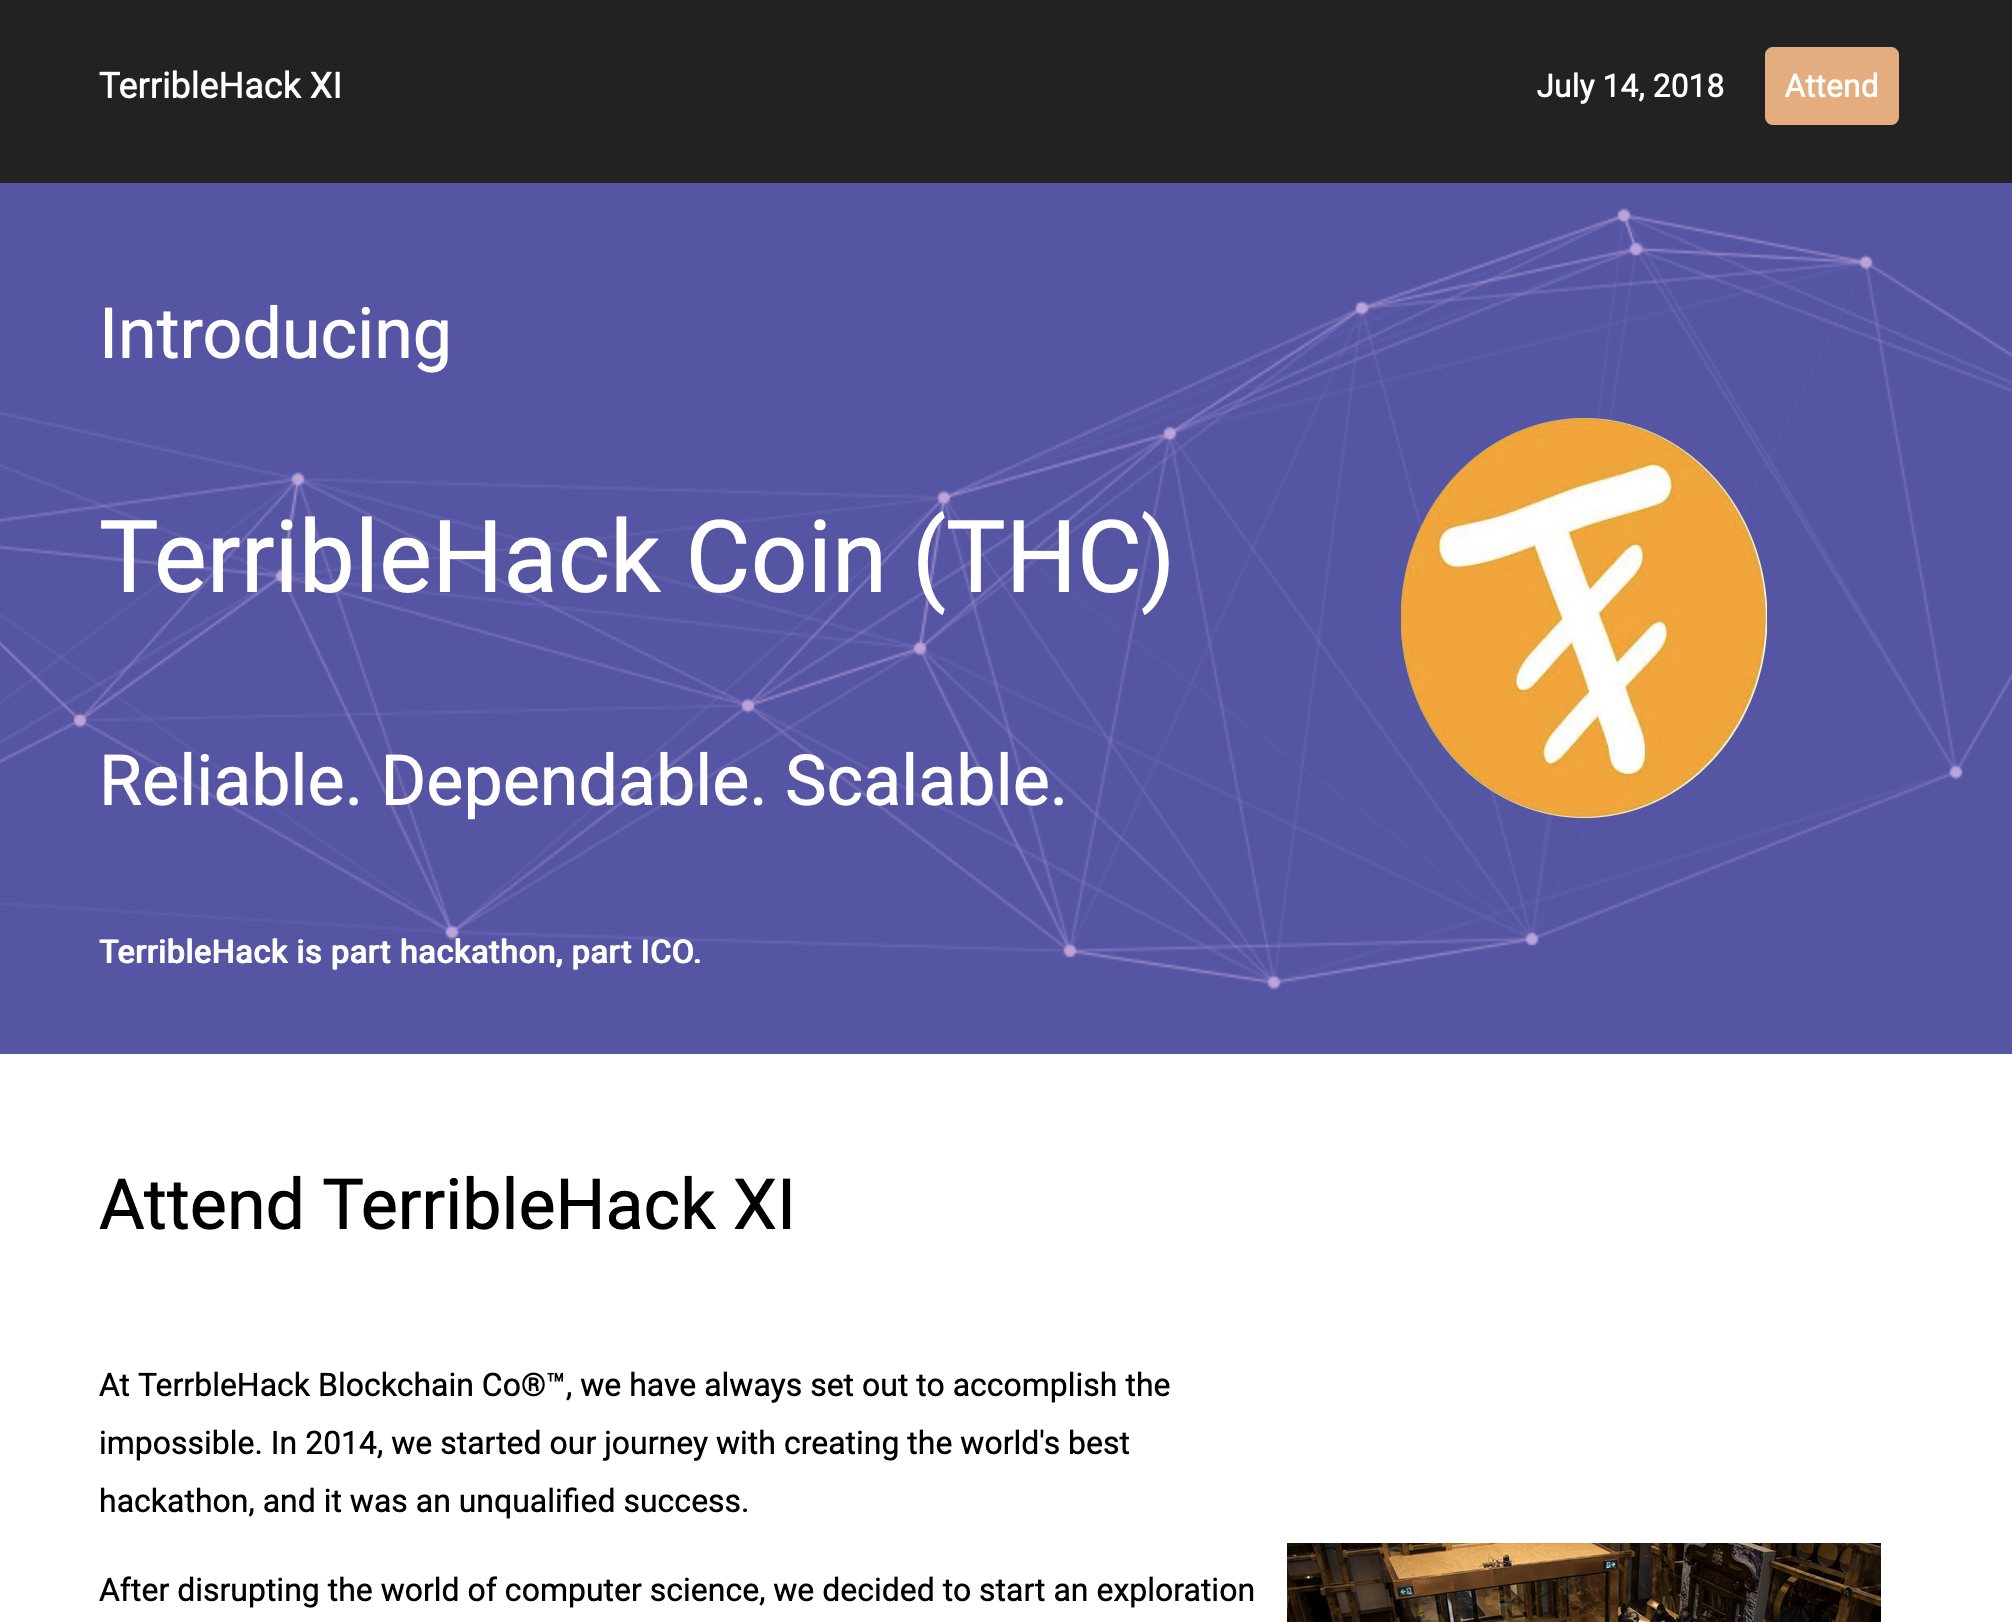 TerribleHack XI
July 14, 2018
Attend
Introducing
TerribleHack Coin (THC)
Reliable. Dependable. Scalable.
TerribleHack is part hackathon, part ICO.
Attend TerribleHack XI
At TerrbleHack Blockchain Co®™, we have always set out to accomplish the
impossible. In 2014, we started our journey with creating the world's best
hackathon, and it was an unqualified success.
After disrupting the world of computer science, we decided to start an exploration